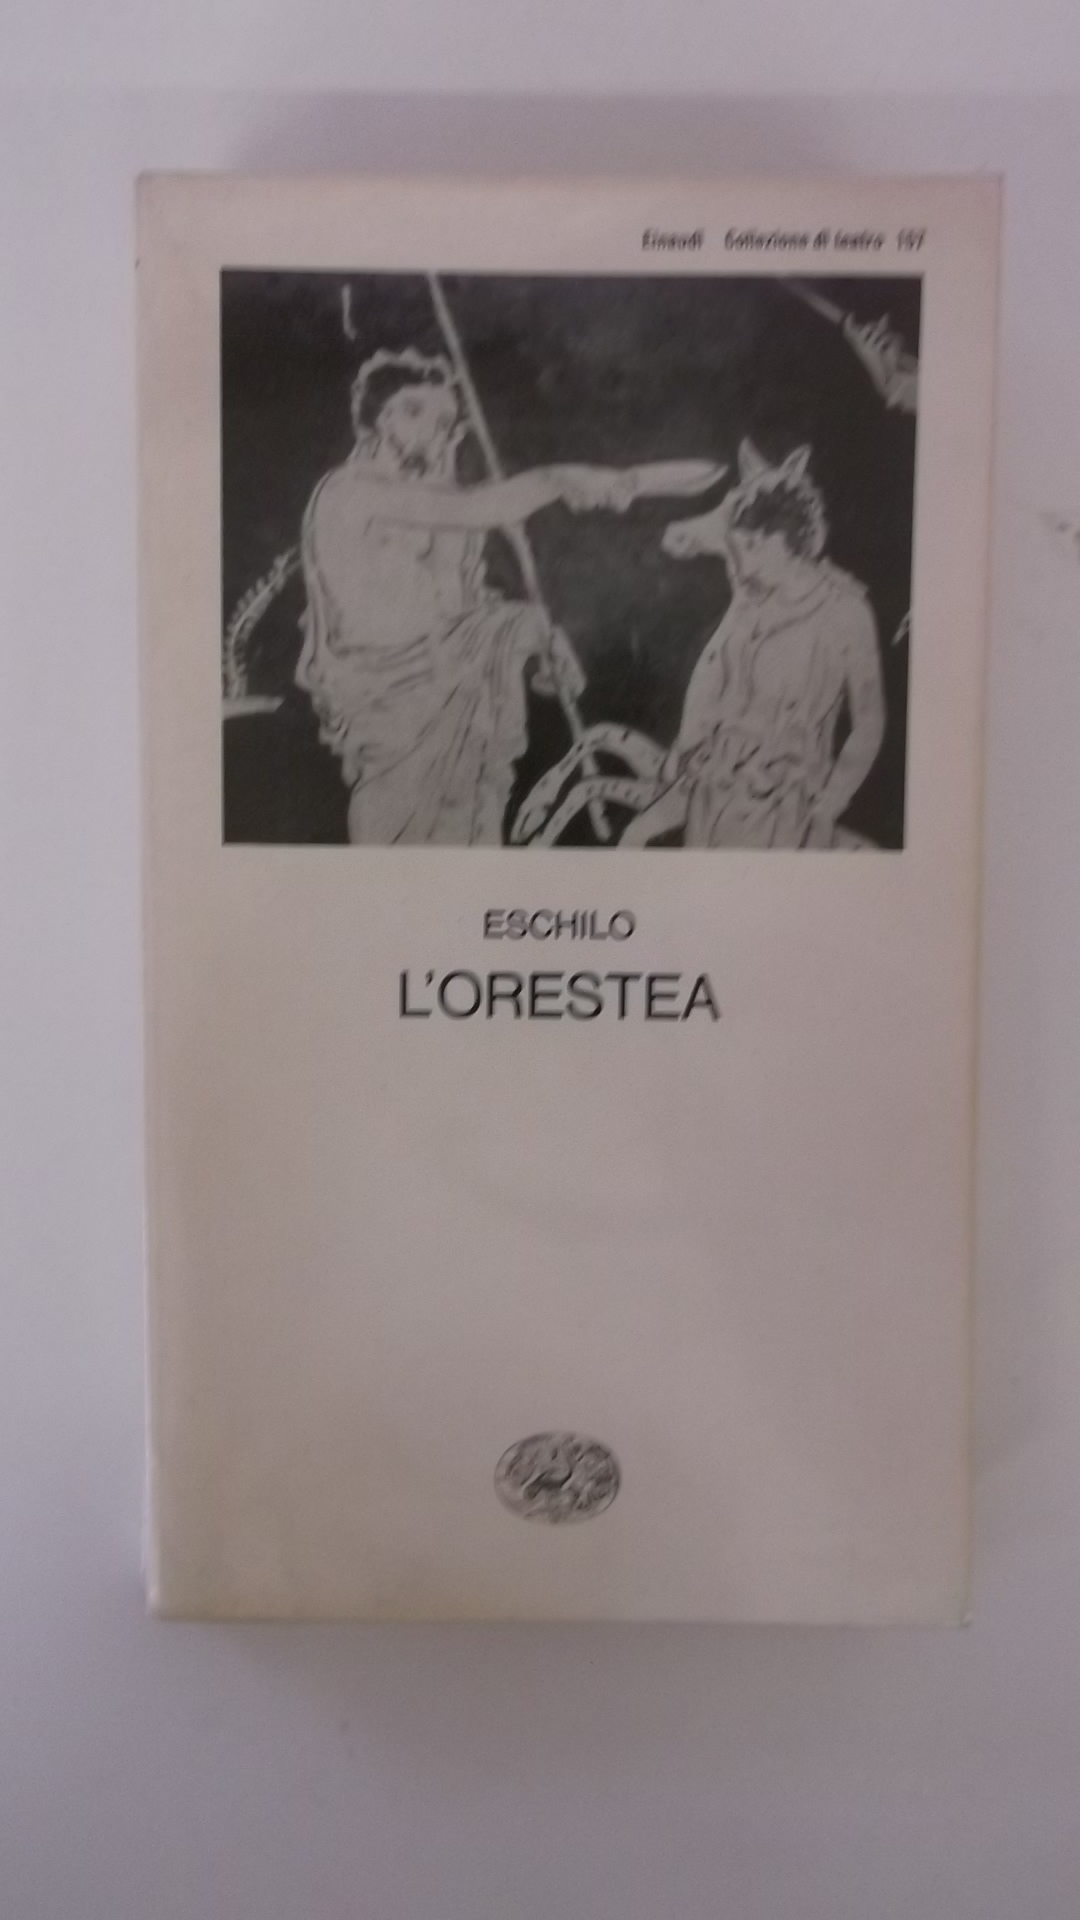 Einaudi Collezione di teatro 157
ESCHILO
L'ORESTEA